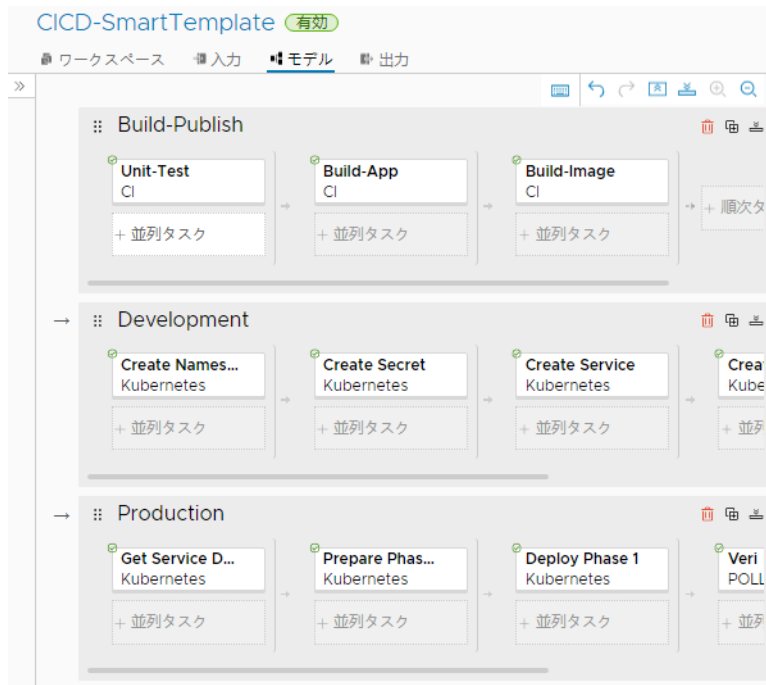 CICD-SmartTemplate 有効
ワークスペース 入力 モデル 出力
Build-Publish
Unit-Test Build-App Build-Image
CI CI CI
+ 並列タスク + 並列タスク + 並列タスク + 順次タ
Development
Create Names... Create Secret Create Service Crea
Kubernetes Kubernetes Kubernetes Kube
+ 並列タスク + 並列タスク + 並列タスク + 並列
Production
Get Service D... Prepare Phas... Deploy Phase 1 Veri
Kubernetes Kubernetes Kubernetes POLL
+ 並列タスク + 並列タスク + 並列タスク + 並列